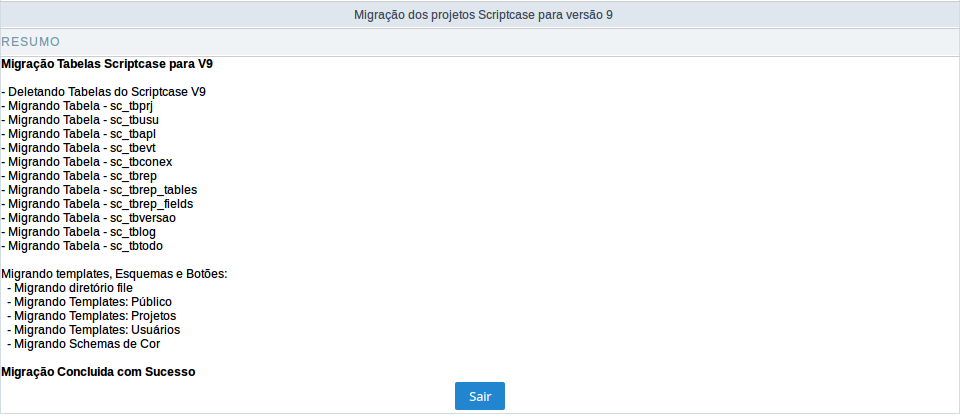 Migração dos projetos Scriptcase para versão 9
RESUMO
Migração Tabelas Scriptcase para V9
- Deletando Tabelas do Scriptcase V9
- Migrando Tabela - sc_tbprj
- Migrando Tabela - sc_tbusu
- Migrando Tabela - sc_tbapl
- Migrando Tabela - sc_tbevt
- Migrando Tabela - sc_tbconex
- Migrando Tabela - sc_tbrep
- Migrando Tabela - sc_tbrep_tables
- Migrando Tabela - sc_tbrep_fields
- Migrando Tabela - sc_tbversao
- Migrando Tabela - sc_tblog
- Migrando Tabela - sc_tbtodo
Migrando templates, Esquemas e Botões:
- Migrando diretório file
- Migrando Templates: Público
- Migrando Templates: Projetos
- Migrando Templates: Usuários
- Migrando Schemas de Cor
Migração Concluida com Sucesso
Sair